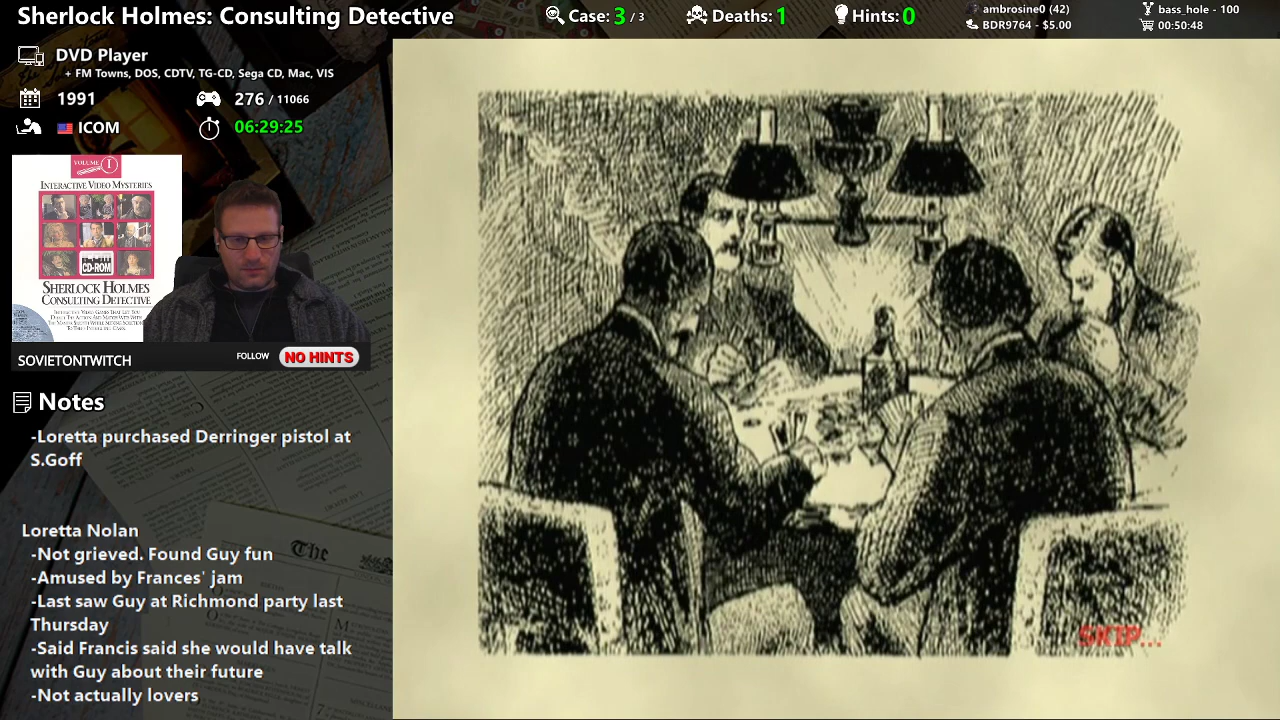 Sherlock Holmes: Consulting Detective
Case: 3 / 3
Deaths: 1
Hints: 0
ambrosine0 (42)
BDR9764 - $5.00
bass_hole - 100
00:50:48
DVD Player
+ FM Towns, DOS, CDTV, TG-CD, Sega CD, Mac, VIS
1991
276 / 11066
ICOM
06:29:25
VOLUME I
INTERACTIVE VIDEO MYSTERIES
CD-ROM
SHERLOCK HOLMES
CONSULTING DETECTIVE
SOVIETONTWITCH
FOLLOW
NO HINTS
Notes
-Loretta purchased Derringer pistol at
S.Goff
Loretta Nolan
-Not grieved. Found Guy fun
-Amused by Frances' jam
-Last saw Guy at Richmond party last
Thursday
-Said Francis said she would have talk
with Guy about their future
-Not actually lovers
The
SKIP...